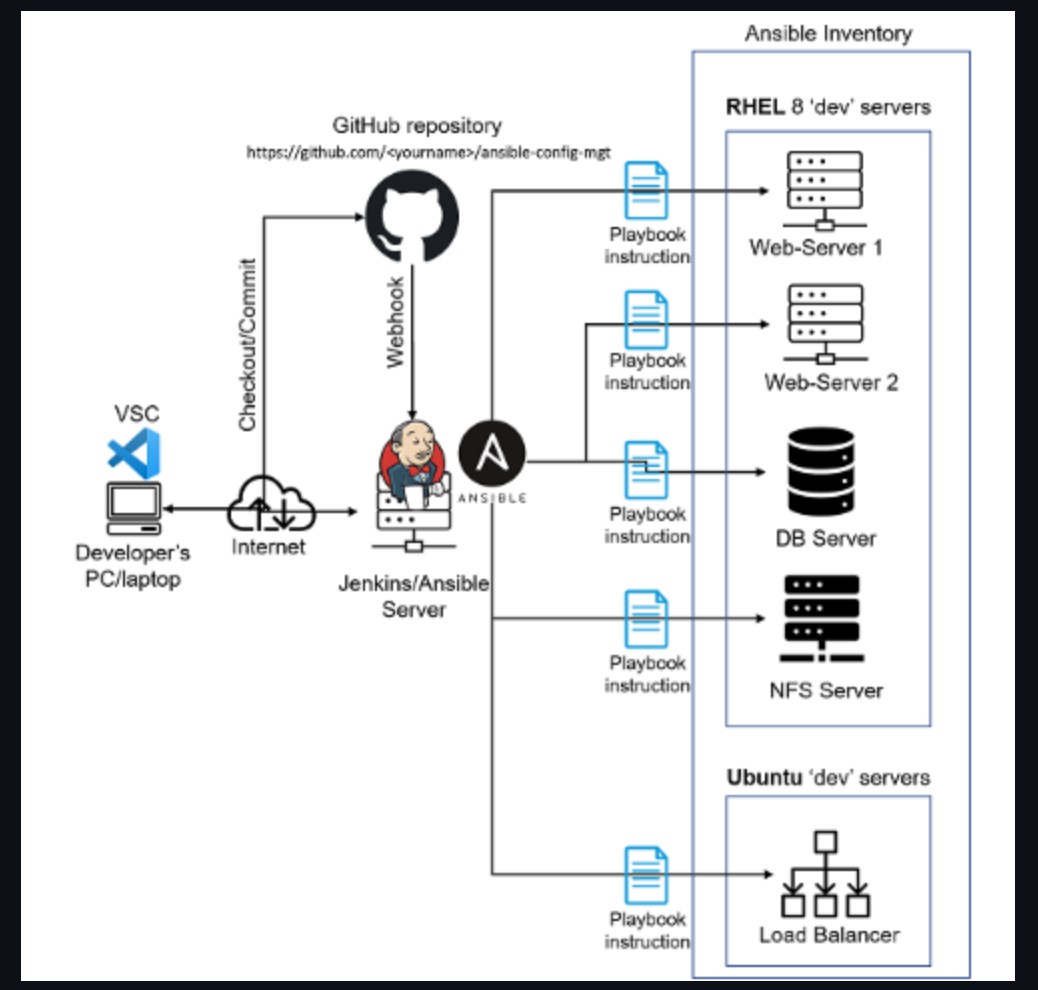 Ansible Inventory
RHEL 8 ‘dev’ servers
GitHub repository
https://github.com/<yourname>/ansible-config-mgt
Playbook
instruction
Web-Server 1
Checkout/Commit
Webhook
Playbook
instruction
Web-Server 2
VSC
ANSIBLE
Playbook
instruction
DB Server
Developer’s
PC/laptop
Internet
Jenkins/Ansible
Server
Playbook
instruction
NFS Server
Ubuntu ‘dev’ servers
Playbook
instruction
Load Balancer